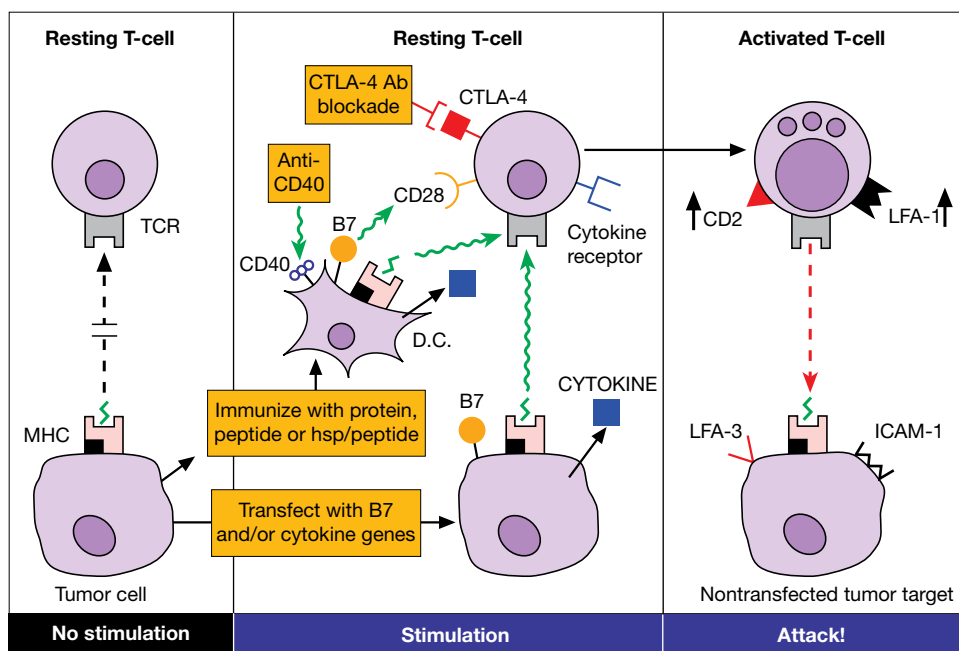 Resting T-cell
TCR
MHC
Tumor cell
No stimulation
Resting T-cell
CTLA-4 Ab
blockade
CTLA-4
Anti-
CD40
B7
CD28
CD40
Cytokine
receptor
D.C.
Immunize with protein,
peptide or hsp/peptide
B7
CYTOKINE
Transfect with B7
and/or cytokine genes
Stimulation
Activated T-cell
CD2
LFA-1
LFA-3
ICAM-1
Nontransfected tumor target
Attack!